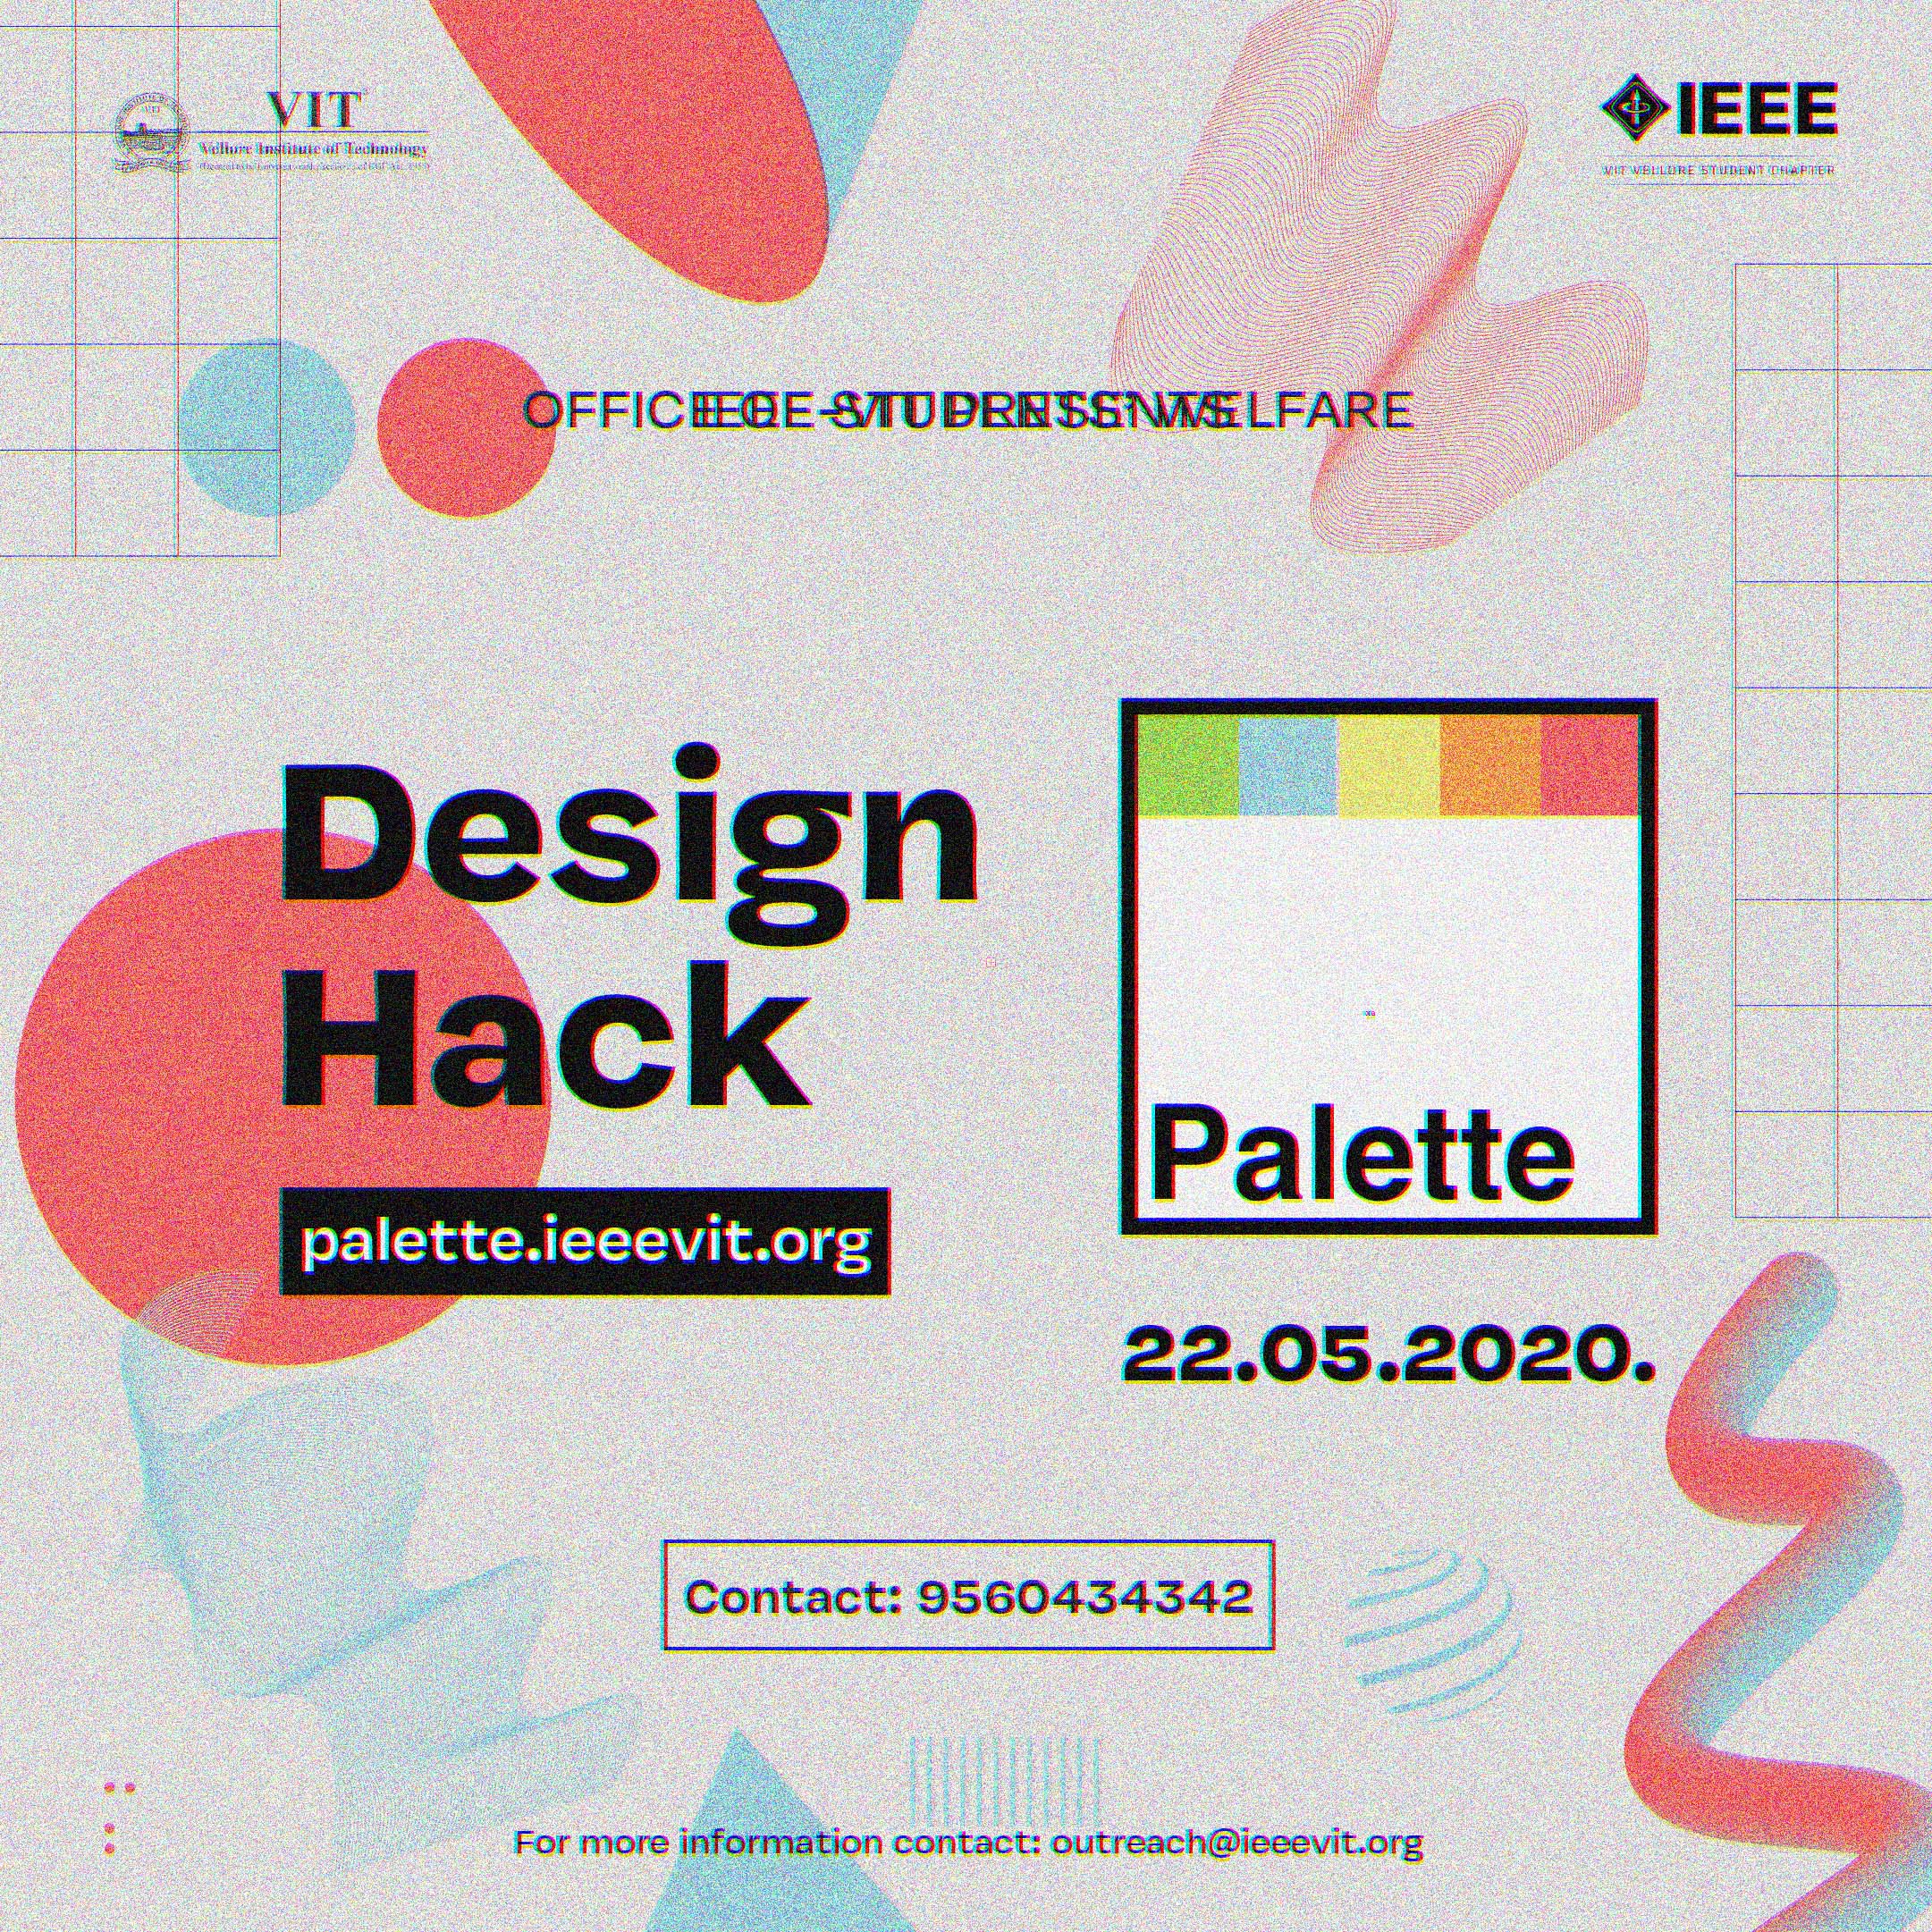 VIT
Vellore Institute of Technology
IEEE
VIT VELLORE STUDENT CHAPTER
Design
Hack
palette.ieeevit.org
Palette
22.05.2020.
Contact: 9560434342
For more information contact: outreach@ieeevit.org